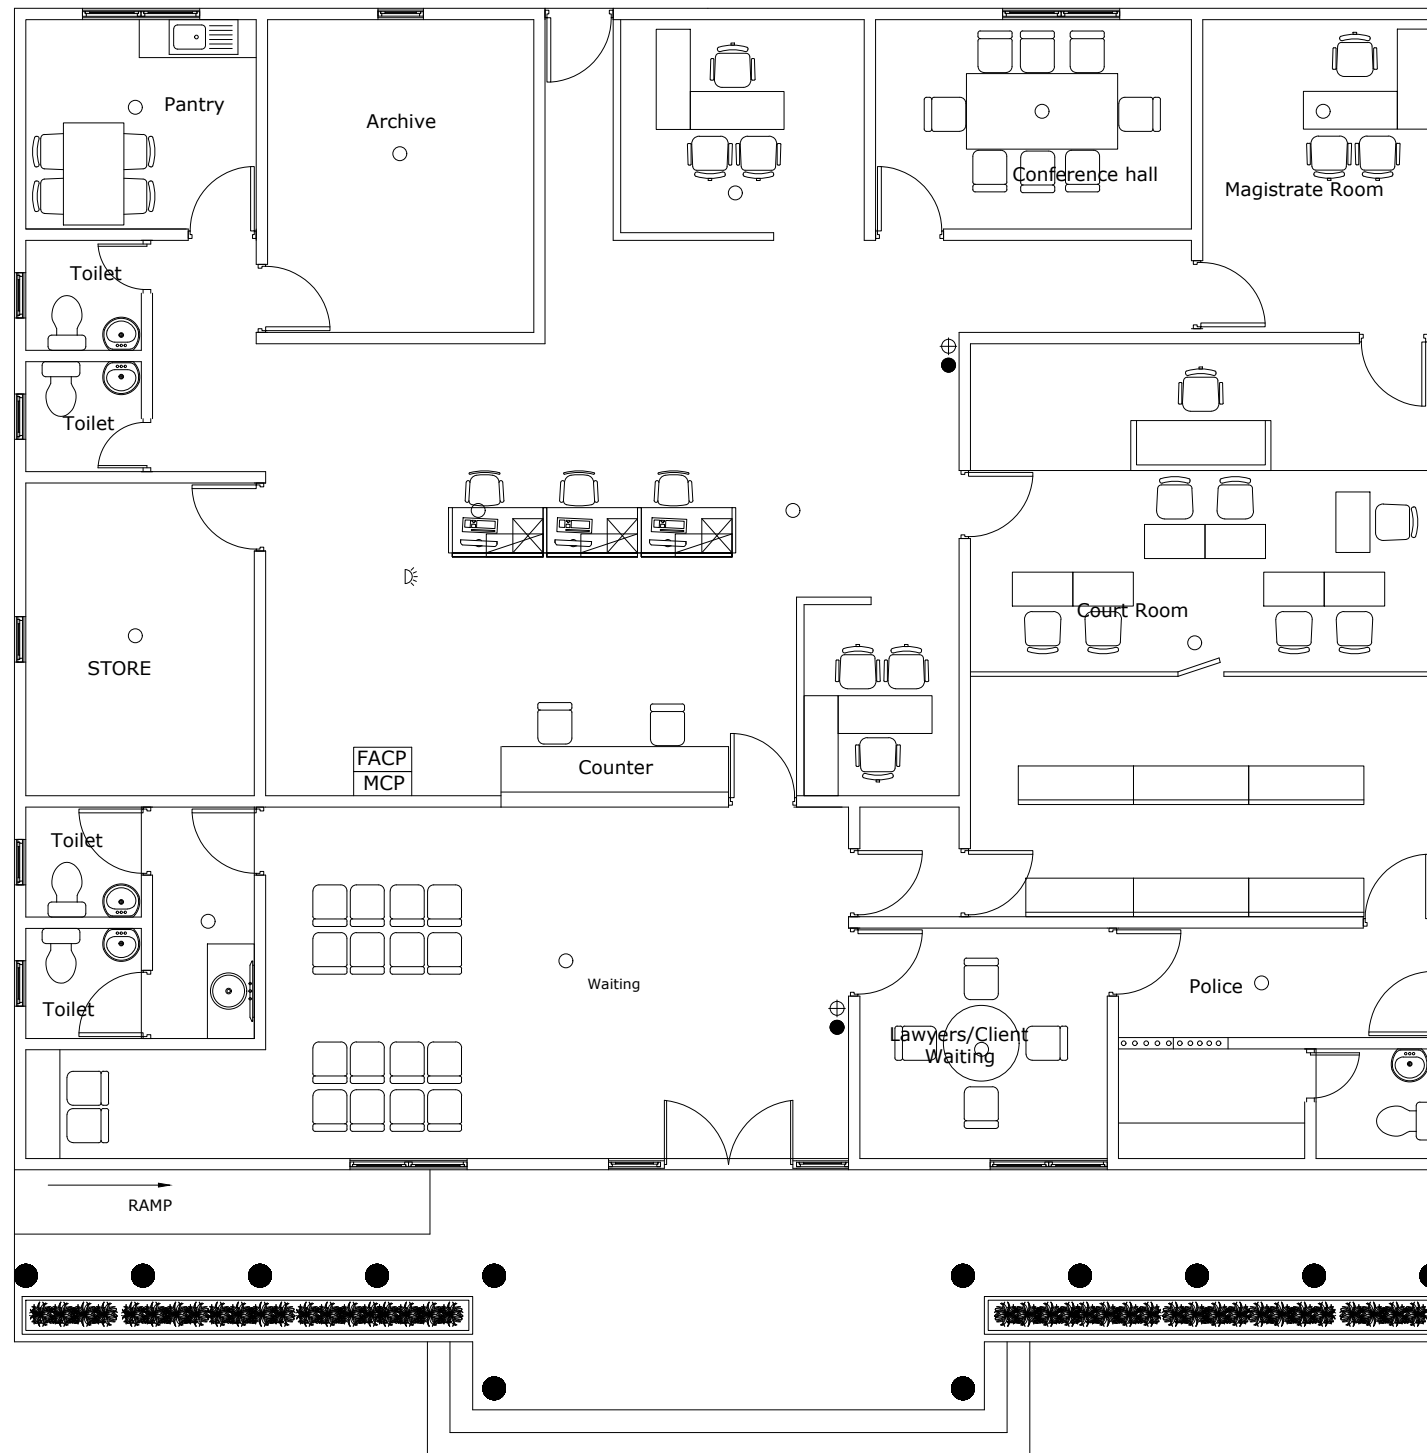 Pantry
Archive
Conference hall
Magistrate Room
Toilet
Toilet
Court Room
STORE
FACP
MCP
Counter
Toilet
Waiting
Police
Toilet
Lawyers/Client
Waiting
RAMP